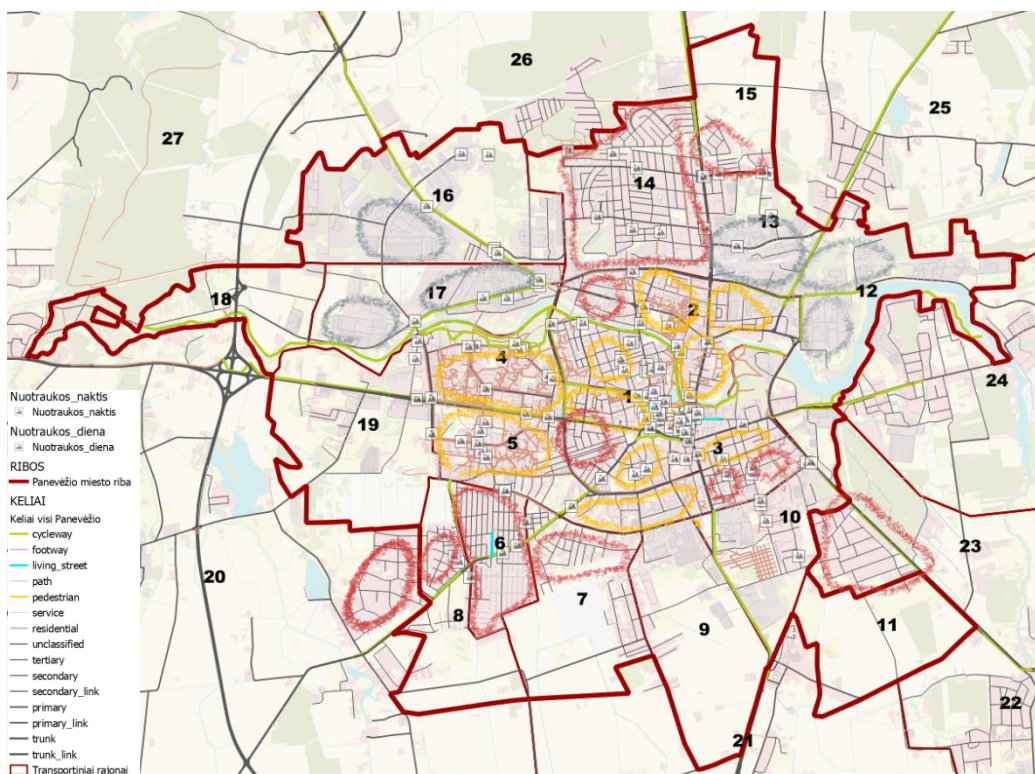 26
15
25
27
14
16
13
17
18
12
2
4
24
1
19
5
3
10
6
23
20
7
8
9
11
22
21
Nuotraukos_naktis
Nuotraukos_naktis
Nuotraukos_diena
Nuotraukos_diena
RIBOS
Panevėžio miesto riba
KELIAI
Keliai visi Panevėžio
cycleway
footway
living_street
path
pedestrian
service
residential
unclassified
tertiary
secondary
secondary_link
primary
primary_link
trunk
trunk_link
Transportiniai rajonai